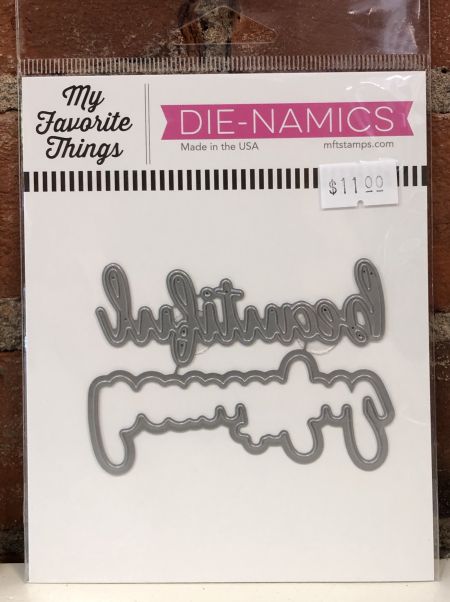 My
Favorite
Things
DIE-NAMICS
Made in the USA
mftstamps.com
$11.00
beautiful